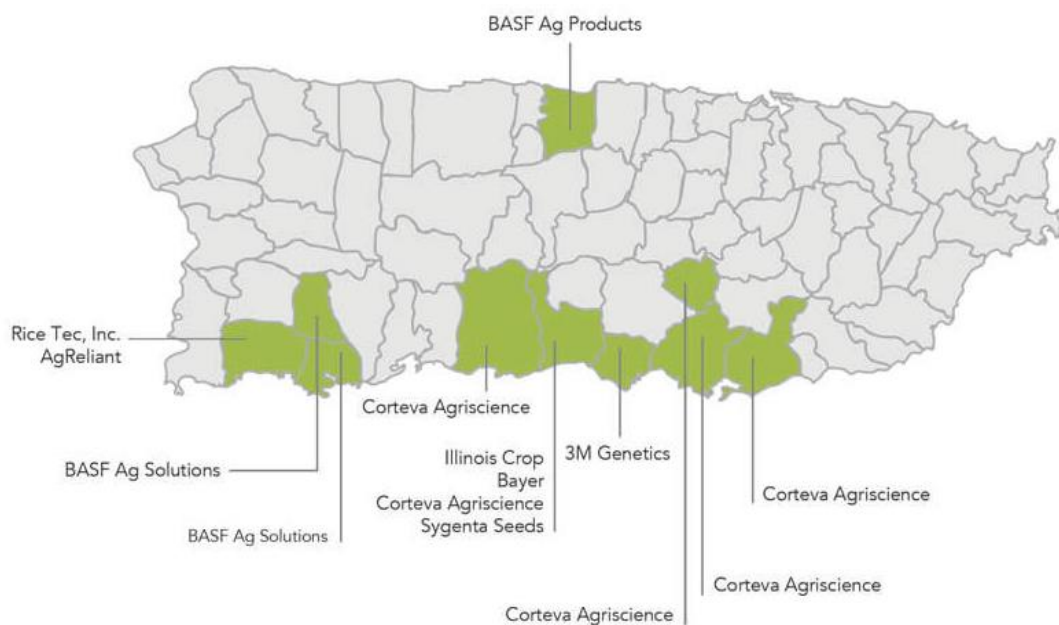 BASF Ag Products
Rice Tec, Inc.
AgReliant
Corteva Agriscience
BASF Ag Solutions
Illinois Crop
Bayer
Corteva Agriscience
Sygenta Seeds
3M Genetics
Corteva Agriscience
BASF Ag Solutions
Corteva Agriscience
Corteva Agriscience